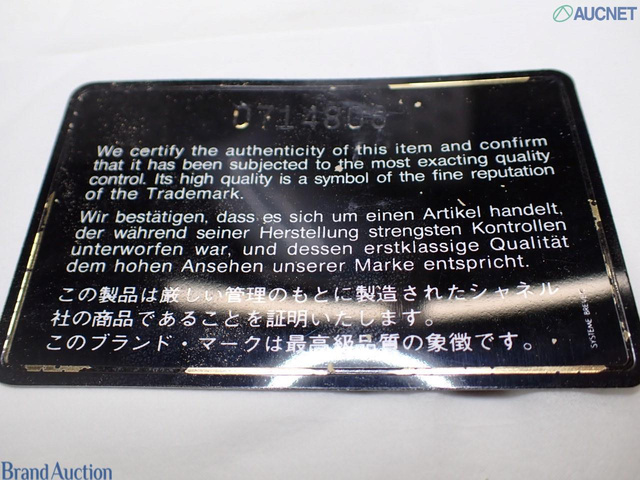 AUCNET
We certify the authenticity of this item and confirm
that it has been subjected to the most exacting quality
control. Its high quality is a symbol of the fine reputation
of the Trademark.
Wir bestätigen, dass es sich um einen Artikel handelt,
der während seiner Herstellung strengsten Kontrollen
unterworfen war, und dessen erstklassige Qualität
dem hohen Ansehen unserer Marke entspricht.
この製品は厳しい管理のもとに製造されたシャネル
社の商品であることを証明いたします。
このブランド・マークは最高級品質の象徴です。
SYSTEME
Brand Auction